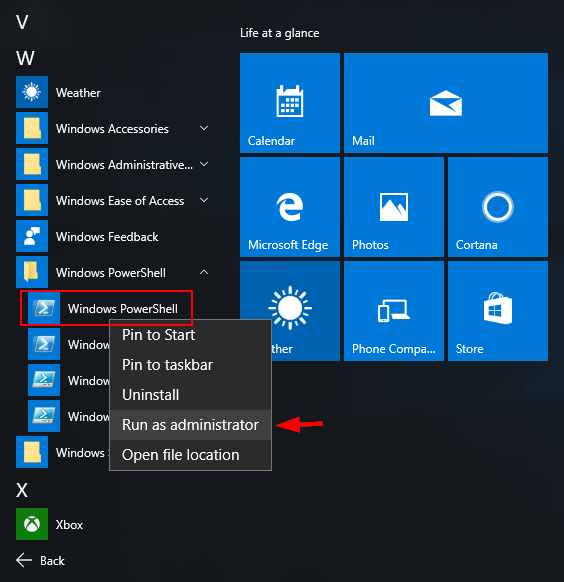 V
W
Weather
Windows Accessories
Windows Administrative...
Windows Ease of Access
Windows Feedback
Windows PowerShell
Windows PowerShell
Window
Window
Window
Windows
X
Xbox
Back
Pin to Start
Pin to taskbar
Uninstall
Run as administrator
Open file location
Life at a glance
Calendar
Mail
Microsoft Edge
Photos
Cortana
ther
Phone Compa...
Store